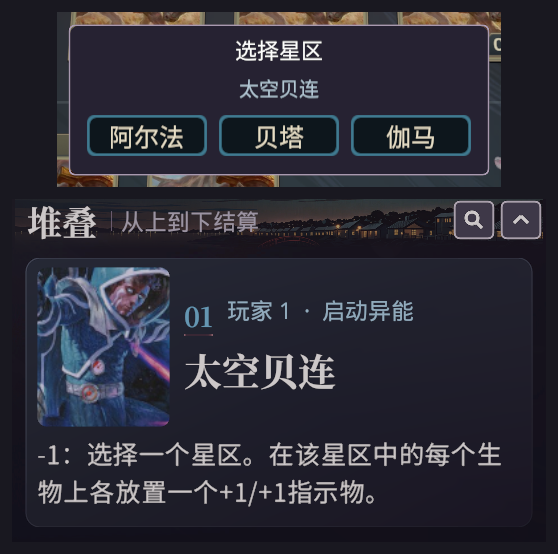 选择星区
太空贝连
阿尔法 贝塔 伽马
堆叠 从上到下结算
01 玩家 1 · 启动异能
太空贝连
-1：选择一个星区。在该星区中的每个生
物上各放置一个+1/+1指示物。